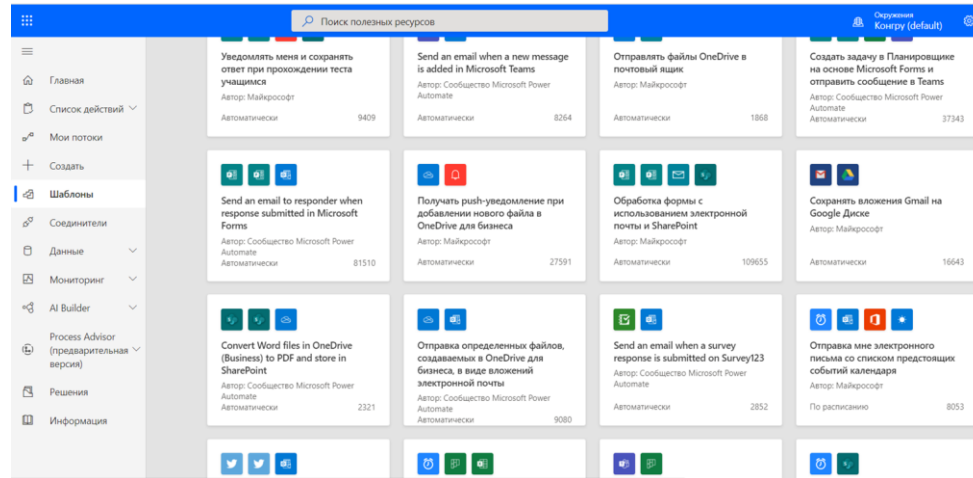 Поиск полезных ресурсов
Окружения
Конгру (default)
Главная
Список действий
Мои потоки
Создать
Шаблоны
Соединители
Данные
Мониторинг
AI Builder
Process Advisor
(предварительная
версия)
Решения
Информация
Уведомлять меня и сохранять
ответ при прохождении теста
учащимся
Автор: Майкрософт
Автоматически 9409
Send an email when a new message
is added in Microsoft Teams
Автор: Сообщество Microsoft Power
Automate
Автоматически 8264
Отправлять файлы OneDrive в
почтовый ящик
Автор: Майкрософт
Автоматически 1868
Создать задачу в Планировщике
на основе Microsoft Forms и
отправить сообщение в Teams
Автор: Сообщество Microsoft Power
Automate
Автоматически 37343
Send an email to responder when
response submitted in Microsoft
Forms
Автор: Сообщество Microsoft Power
Automate
Автоматически 81510
Получать push-уведомление при
добавлении нового файла в
OneDrive для бизнеса
Автор: Майкрософт
Автоматически 27591
Обработка формы с
использованием электронной
почты и SharePoint
Автор: Майкрософт
Автоматически 109655
Сохранять вложения Gmail на
Google Диске
Автор: Майкрософт
Автоматически 16643
Convert Word files in OneDrive
(Business) to PDF and store in
SharePoint
Автор: Сообщество Microsoft Power
Automate
Автоматически 2321
Отправка определенных файлов,
создаваемых в OneDrive для
бизнеса, в виде вложений
электронной почты
Автор: Сообщество Microsoft Power
Automate
Автоматически 9080
Send an email when a survey
response is submitted on Survey123
Автор: Сообщество Microsoft Power
Automate
Автоматически 2852
Отправка мне электронного
письма со списком предстоящих
событий календаря
Автор: Майкрософт
По расписанию 8053